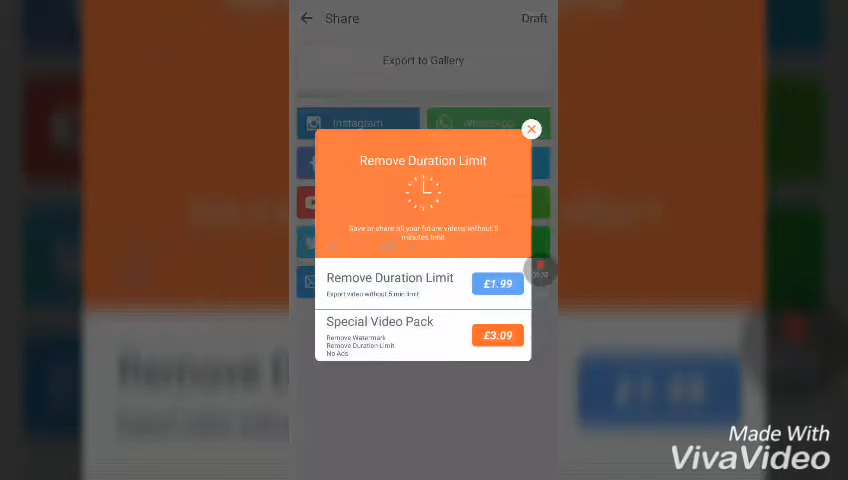 Share
Draft
Export to Gallery
Instagram
WhatsApp
Remove Duration Limit
Save or share all your future videos without 5
minutes limit
Remove Duration Limit
£1.99
Export video without 5 min limit
Special Video Pack
£3.09
Remove Watermark
Remove Duration Limit
No Ads
Made With
VivaVideo